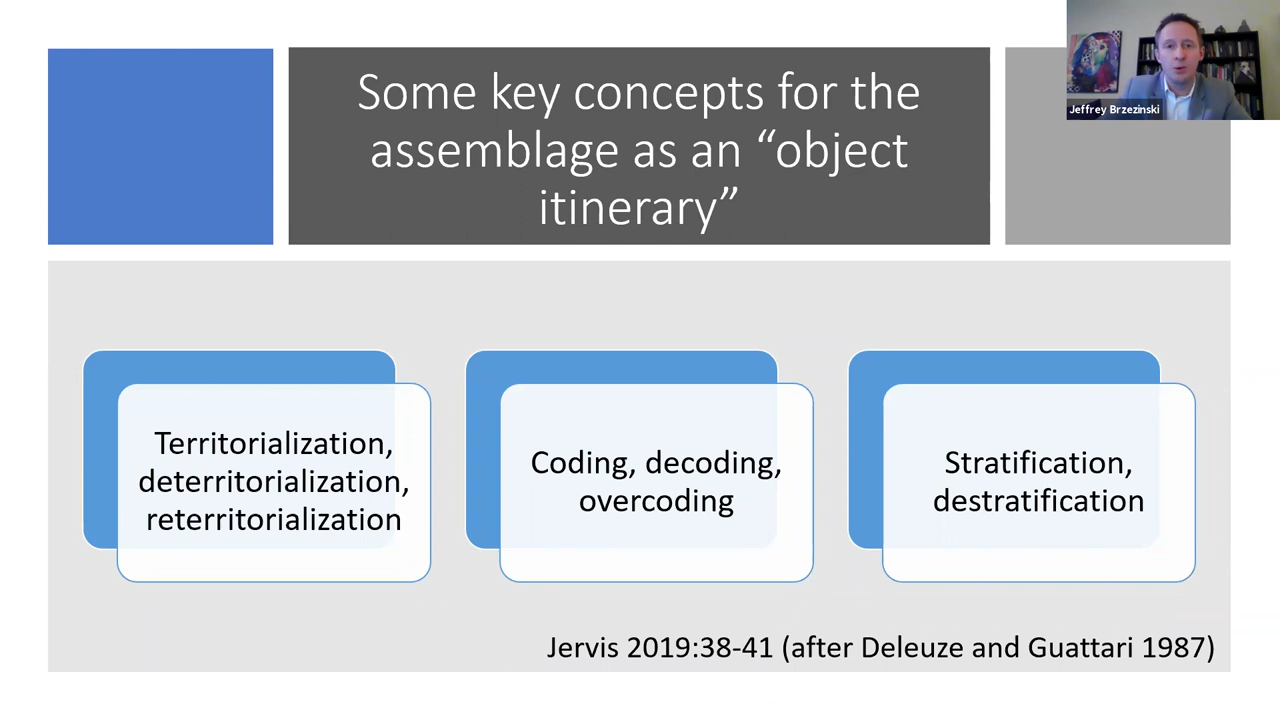 Some key concepts for the
assemblage as an “object
itinerary”
Jeffrey Brzezinski
Territorialization,
deterritorialization,
reterritorialization
Coding, decoding,
overcoding
Stratification,
destratification
Jervis 2019:38-41 (after Deleuze and Guattari 1987)